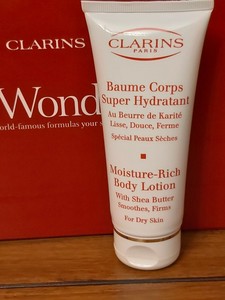 CLARINS
Wond
orld-famous formulas your s
CLARINS
PARIS
Baume Corps
Super Hydratant
Au Beurre de Karité
Lisse, Douce, Ferme
Spécial Peaux Sèches
Moisture-Rich
Body Lotion
With Shea Butter
Smoothes, Firms
For Dry Skin